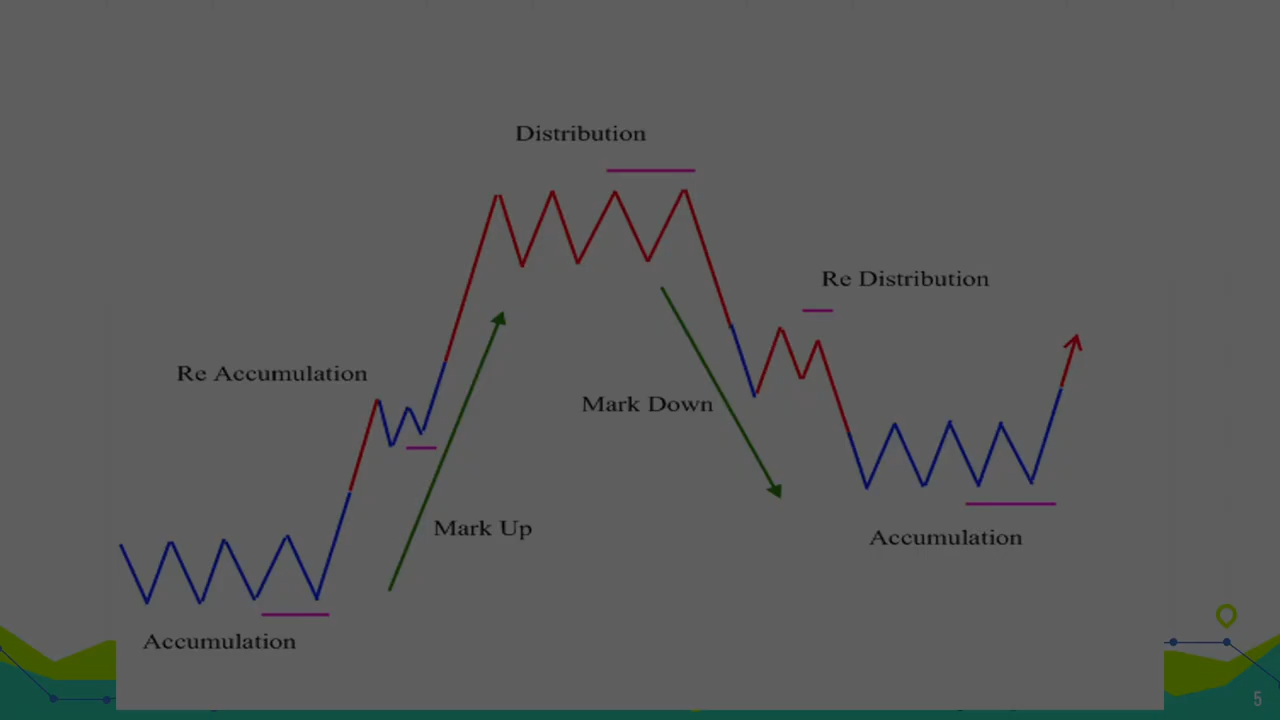 Distribution
Re Distribution
Re Accumulation
Mark Down
Mark Up
Accumulation
Accumulation
5